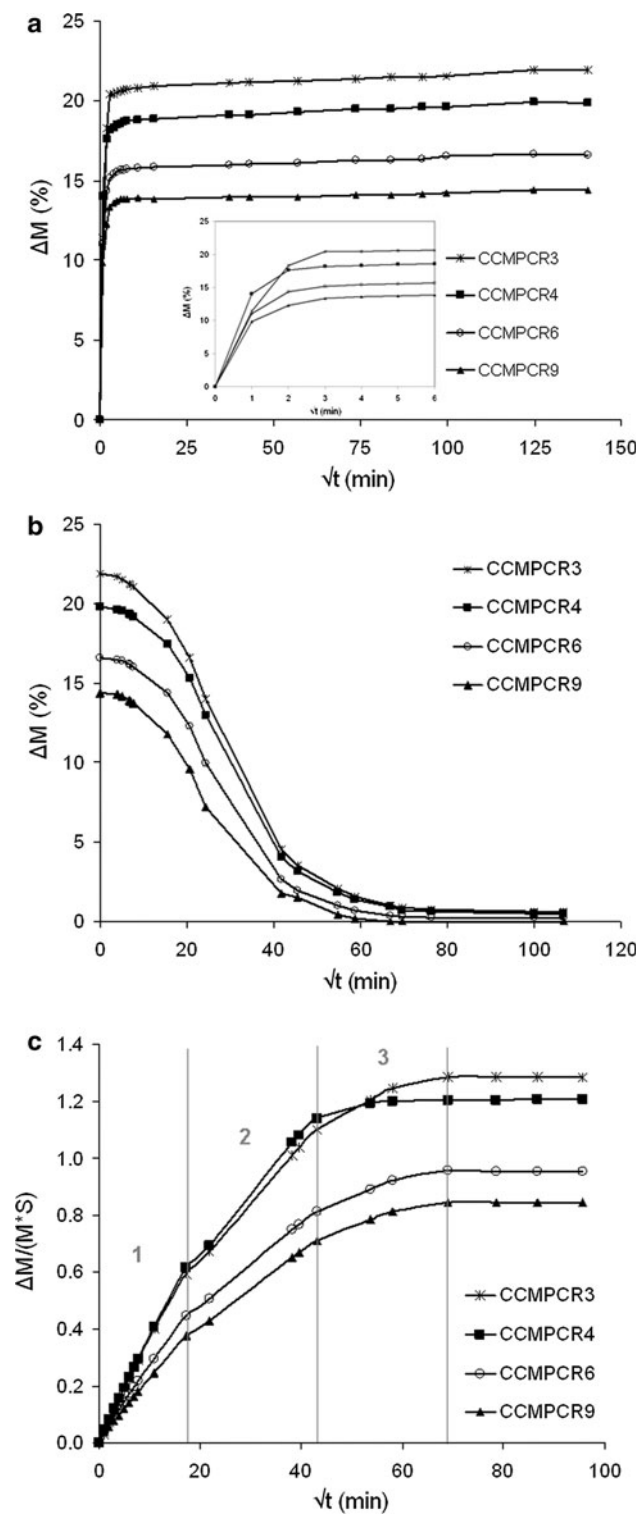 a
ΔM (%)
25
20
15
10
5
0
0 25 50 75 100 125 150
√t (min)
ΔM (%)
25
20
15
10
5
0
0 1 2 3 4 5 6
√t (min)
CCMPCR3
CCMPCR4
CCMPCR6
CCMPCR9
b
ΔM (%)
25
20
15
10
5
0
0 20 40 60 80 100 120
√t (min)
CCMPCR3
CCMPCR4
CCMPCR6
CCMPCR9
c
ΔM/(M*S)
1.4
1.2
1.0
0.8
0.6
0.4
0.2
0.0
0 20 40 60 80 100
√t (min)
1
2
3
CCMPCR3
CCMPCR4
CCMPCR6
CCMPCR9